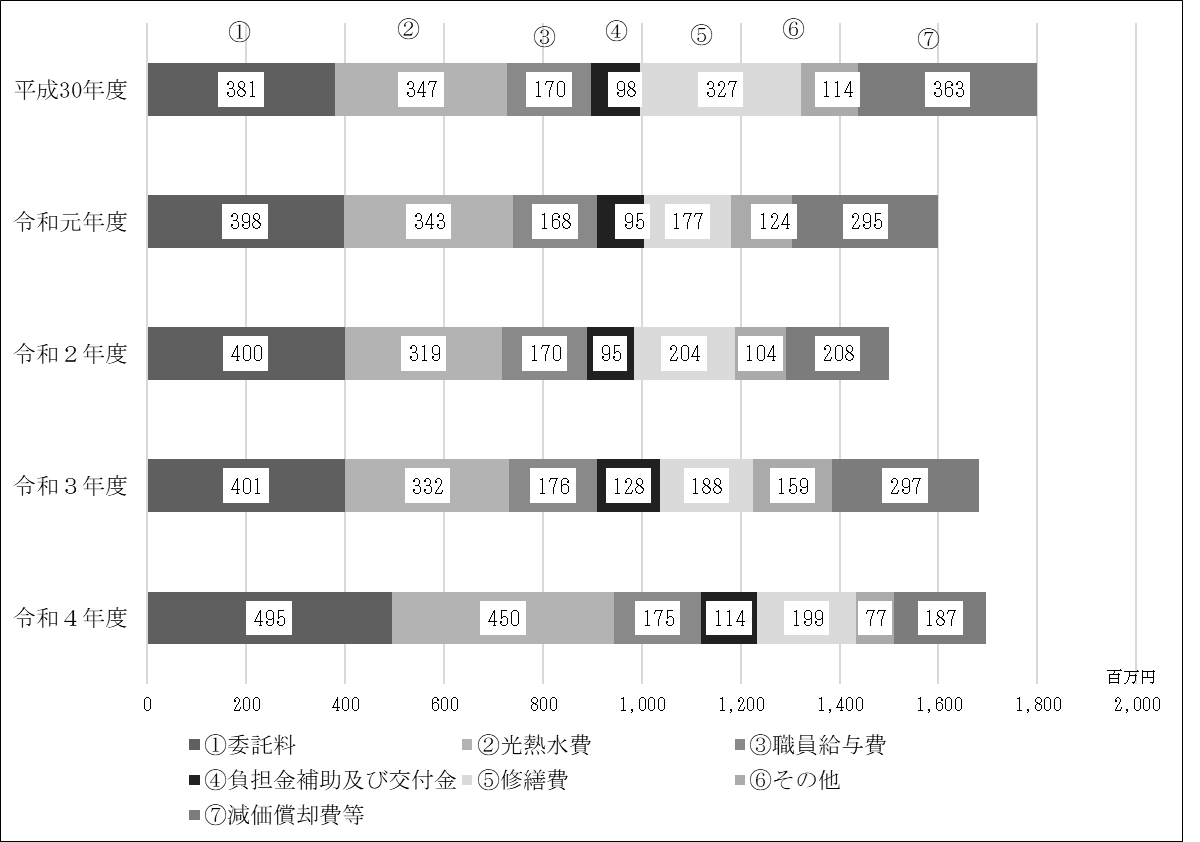 ① ② ③ ④ ⑤ ⑥ ⑦
平成30年度 381 347 170 98 327 114 363
令和元年度 398 343 168 95 177 124 295
令和２年度 400 319 170 95 204 104 208
令和３年度 401 332 176 128 188 159 297
令和４年度 495 450 175 114 199 77 187
百万円
0 200 400 600 800 1,000 1,200 1,400 1,600 1,800 2,000
①委託料 ②光熱水費 ③職員給与費
④負担金補助及び交付金 ⑤修繕費 ⑥その他
⑦減価償却費等